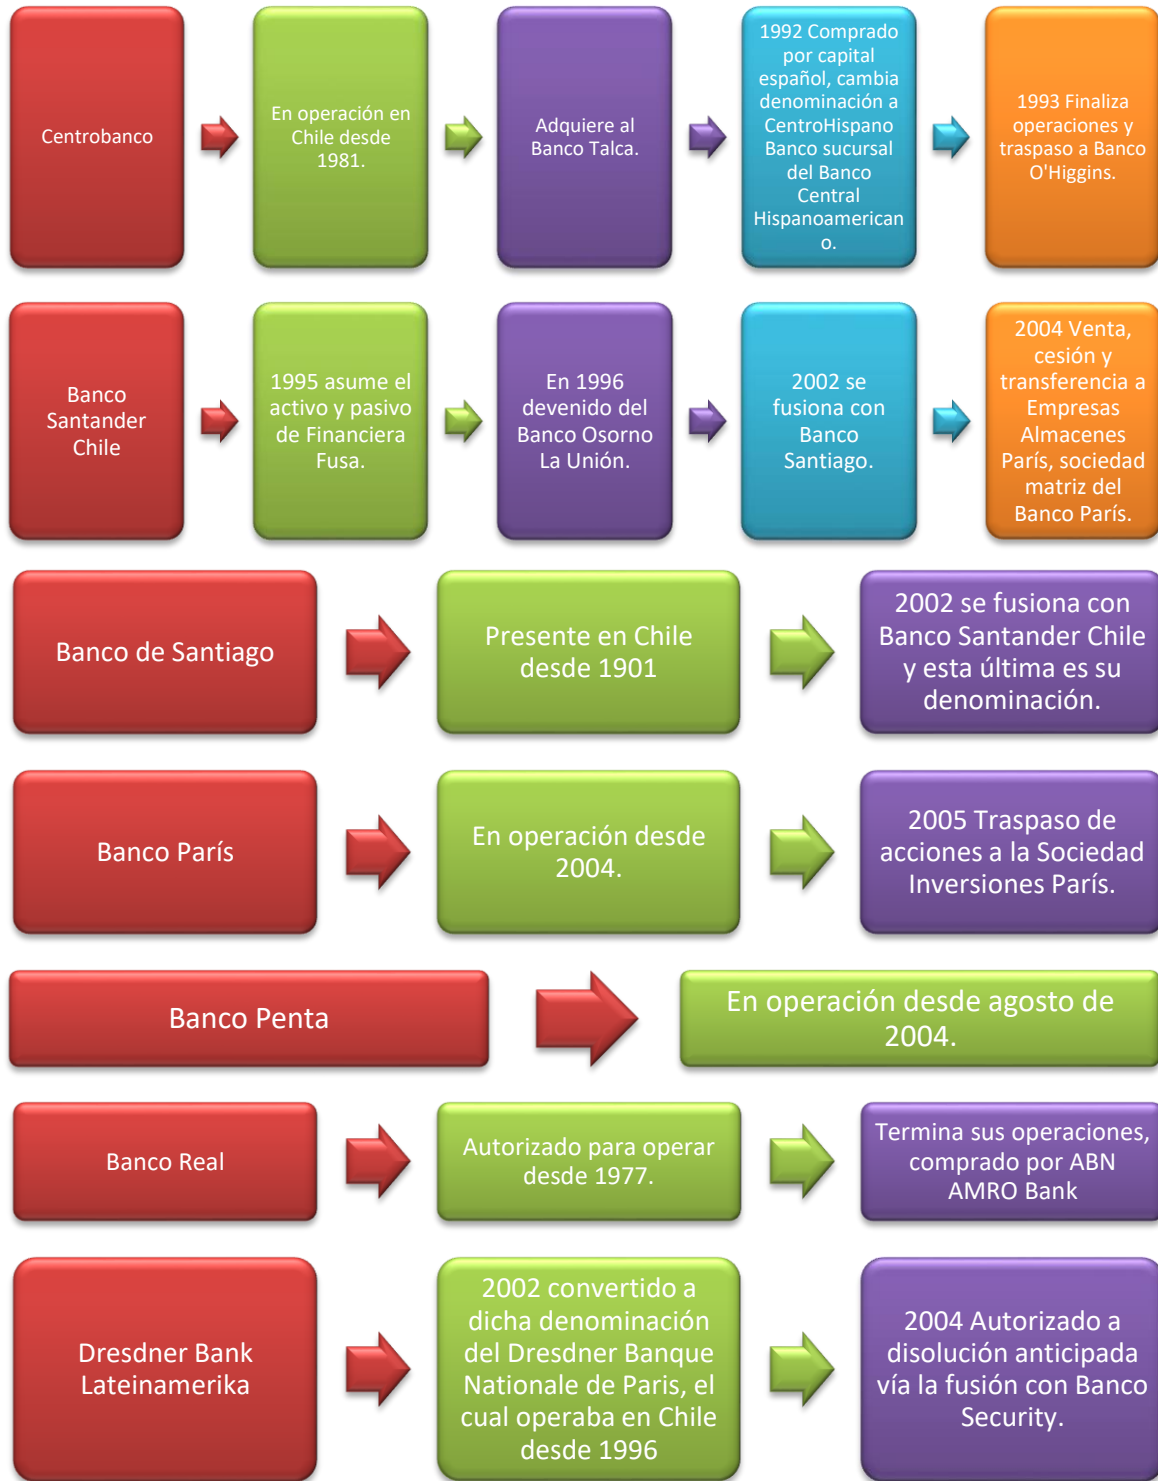 Centrobanco
En operación en
Chile desde
1981.
Adquiere al
Banco Talca.
1992 Comprado
por capital
español, cambia
denominación a
CentroHispano
Banco sucursal
del Banco
Central
Hispanoamerican
o.
1993 Finaliza
operaciones y
traspaso a Banco
O'Higgins.
Banco
Santander
Chile
1995 asume el
activo y pasivo
de Financiera
Fusa.
En 1996
devenido del
Banco Osorno
La Unión.
2002 se
fusiona con
Banco
Santiago.
2004 Venta,
cesión y
transferencia a
Empresas
Almacenes
París, sociedad
matriz del
Banco París.
Banco de Santiago
Presente en Chile
desde 1901
2002 se fusiona con
Banco Santander Chile
y esta última es su
denominación.
Banco París
En operación desde
2004.
2005 Traspaso de
acciones a la Sociedad
Inversiones París.
Banco Penta
En operación desde agosto de
2004.
Banco Real
Autorizado para operar
desde 1977.
Termina sus operaciones,
comprado por ABN
AMRO Bank
Dresdner Bank
Lateinamerika
2002 convertido a
dicha denominación
del Dresdner Banque
Nationale de Paris, el
cual operaba en Chile
desde 1996
2004 Autorizado a
disolución anticipada
vía la fusión con Banco
Security.